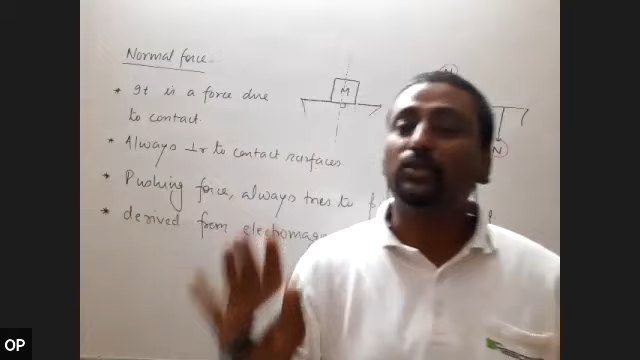 Normal force.
M
N
* It is a force due
to contact.
* Always ⊥r to contact surfaces.
N
* Pushing force, always tries to
* derived from
OP